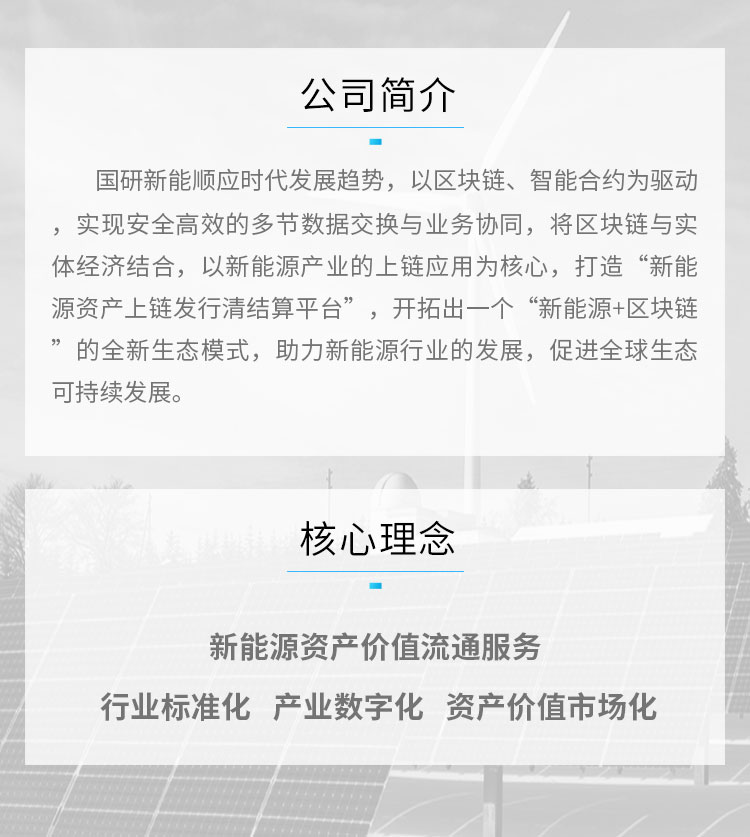 公司简介
国研新能顺应时代发展趋势，以区块链、智能合约为驱动
，实现安全高效的多节数据交换与业务协同，将区块链与实
体经济结合，以新能源产业的上链应用为核心，打造“新能
源资产上链发行清结算平台”，开拓出一个“新能源+区块链
”的全新生态模式，助力新能源行业的发展，促进全球生态
可持续发展。
核心理念
新能源资产价值流通服务
行业标准化 产业数字化 资产价值市场化